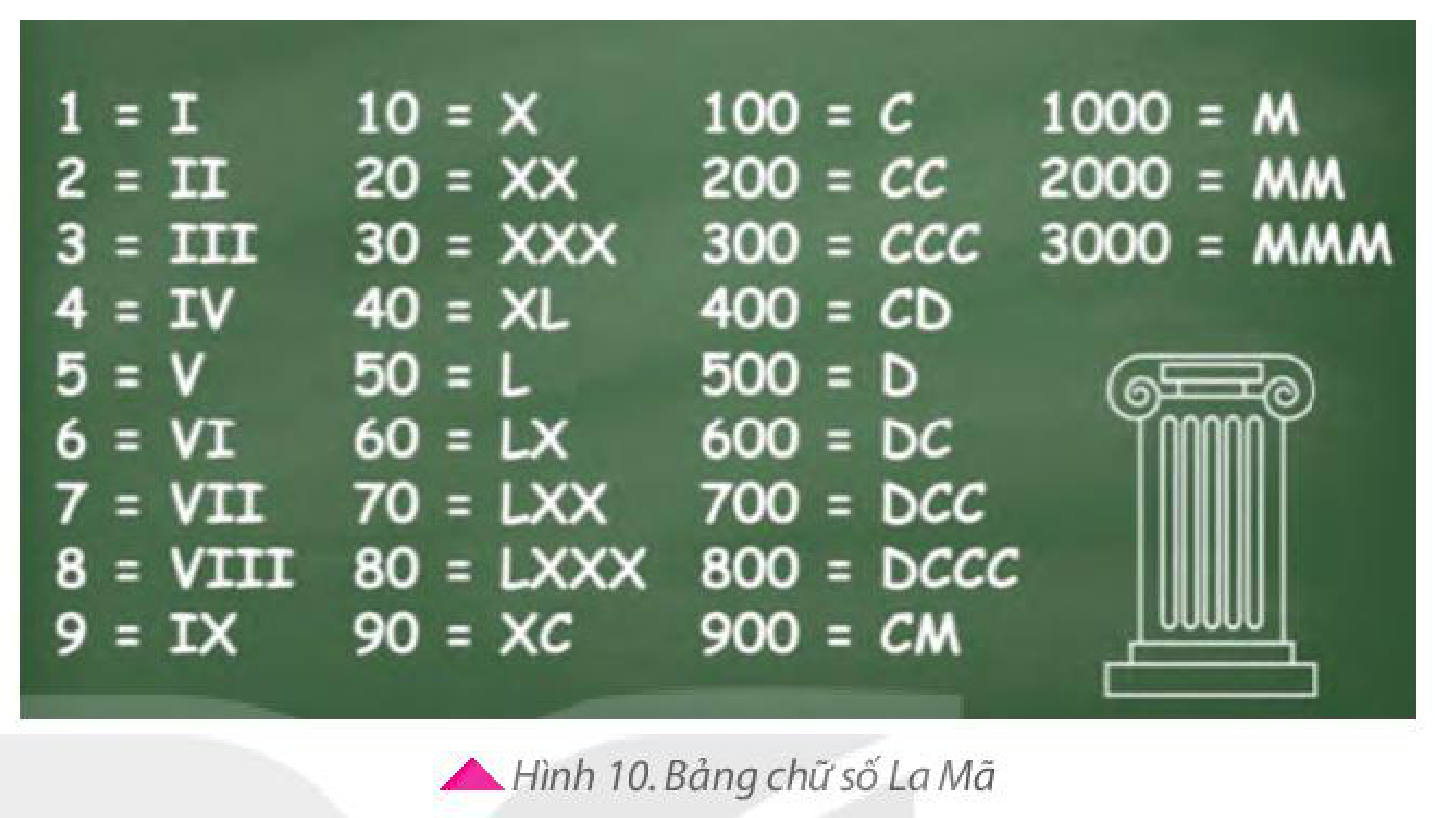 1 = I 10 = X 100 = C 1000 = M
2 = II 20 = XX 200 = CC 2000 = MM
3 = III 30 = XXX 300 = CCC 3000 = MMM
4 = IV 40 = XL 400 = CD
5 = V 50 = L 500 = D
6 = VI 60 = LX 600 = DC
7 = VII 70 = LXX 700 = DCC
8 = VIII 80 = LXXX 800 = DCCC
9 = IX 90 = XC 900 = CM
Hình 10. Bảng chữ số La Mã